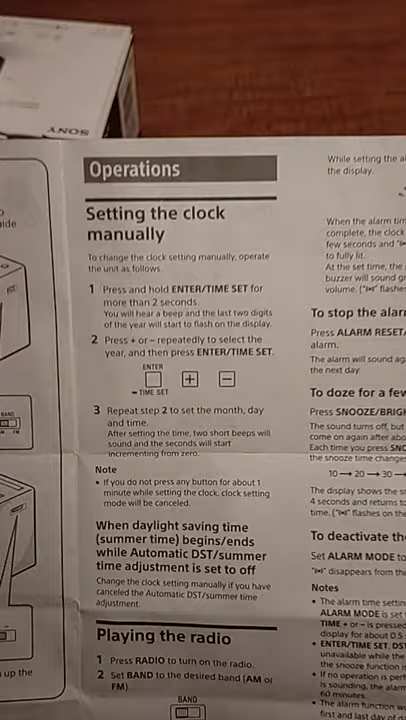 SONY
Operations
Setting the clock
manually
To change the clock setting manually, operate
the unit as follows.
1 Press and hold ENTER/TIME SET for
more than 2 seconds.
You will hear a beep and the last two digits
of the year will start to flash on the display.
2 Press + or – repeatedly to select the
year, and then press ENTER/TIME SET.
ENTER
TIME SET
3 Repeat step 2 to set the month, day
and time.
After setting the time, two short beeps will
sound and the seconds will start
incrementing from zero.
Note
• If you do not press any button for about 1
minute while setting the clock, clock setting
mode will be canceled.
When daylight saving time
(summer time) begins/ends
while Automatic DST/summer
time adjustment is set to off
Change the clock setting manually if you have
canceled the Automatic DST/summer time
adjustment.
Playing the radio
1 Press RADIO to turn on the radio.
2 Set BAND to the desired band (AM or
FM)
BAND
While setting the
the display.
When the alarm
complete, the clock
few seconds and
to fully lit.
At the set time, the
buzzer will sound
volume.
To stop the
Press ALARM RESET/
alarm.
The alarm will sound
the next day.
To doze for a
Press SNOOZE/
The sound turns off, but
come on again after
Each time you press
the snooze time changes
10 → 20 → 30 →
The display shows the
4 seconds and returns to
time. flashes on the
To deactivate
Set ALARM MODE to
disappears from the
Notes
• The alarm time
ALARM MODE is set
TIME + or – is pressed
display for about 0.5
• ENTER/TIME SET, DST
unavailable while the
the snooze function is
• If no operation is
is sounding, the alarm
60 minutes.
• The alarm function
first and last day of
BAND
FM
up the